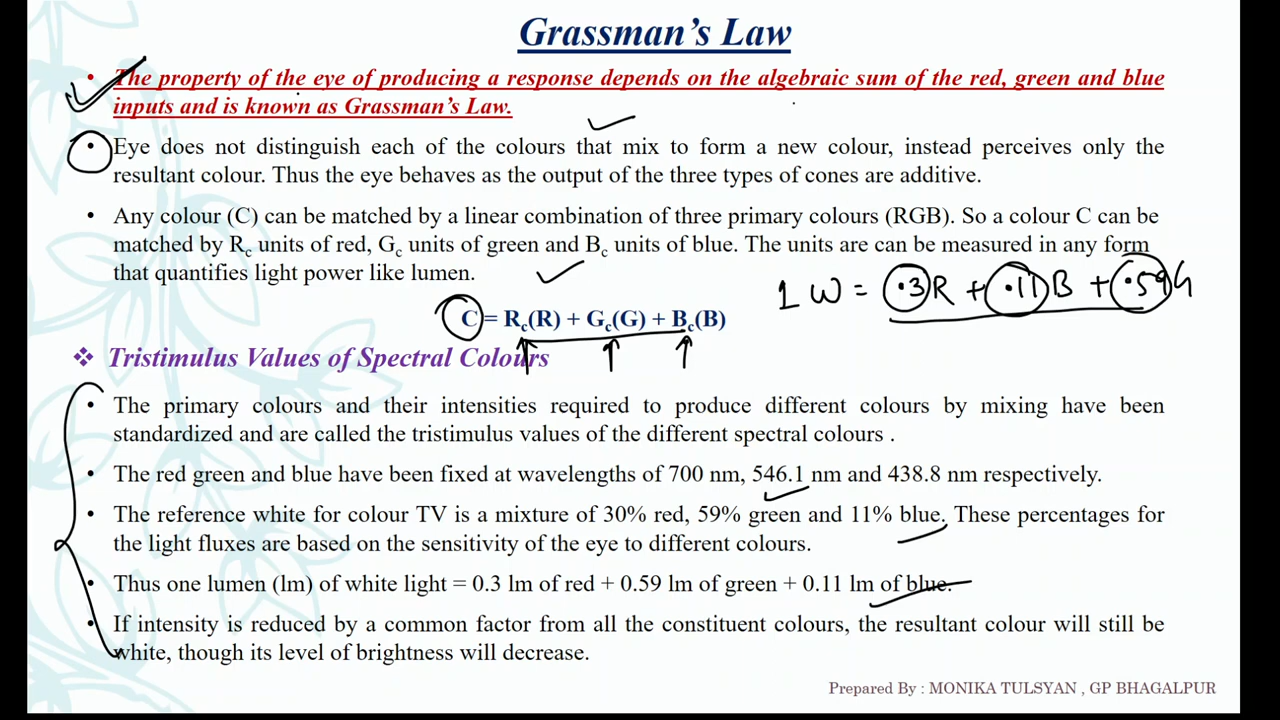 Grassman's Law
• The property of the eye of producing a response depends on the algebraic sum of the red, green and blue
inputs and is known as Grassman's Law.
• Eye does not distinguish each of the colours that mix to form a new colour, instead perceives only the
resultant colour. Thus the eye behaves as the output of the three types of cones are additive.
• Any colour (C) can be matched by a linear combination of three primary colours (RGB). So a colour C can be
matched by Rc units of red, Gc units of green and Bc units of blue. The units are can be measured in any form
that quantifies light power like lumen.
1 W = .3R + .11B + .59G
C = Rc(R) + Gc(G) + Bc(B)
❖ Tristimulus Values of Spectral Colours
• The primary colours and their intensities required to produce different colours by mixing have been
standardized and are called the tristimulus values of the different spectral colours .
• The red green and blue have been fixed at wavelengths of 700 nm, 546.1 nm and 438.8 nm respectively.
• The reference white for colour TV is a mixture of 30% red, 59% green and 11% blue. These percentages for
the light fluxes are based on the sensitivity of the eye to different colours.
• Thus one lumen (lm) of white light = 0.3 lm of red + 0.59 lm of green + 0.11 lm of blue.
• If intensity is reduced by a common factor from all the constituent colours, the resultant colour will still be
white, though its level of brightness will decrease.
Prepared By : MONIKA TULSYAN , GP BHAGALPUR